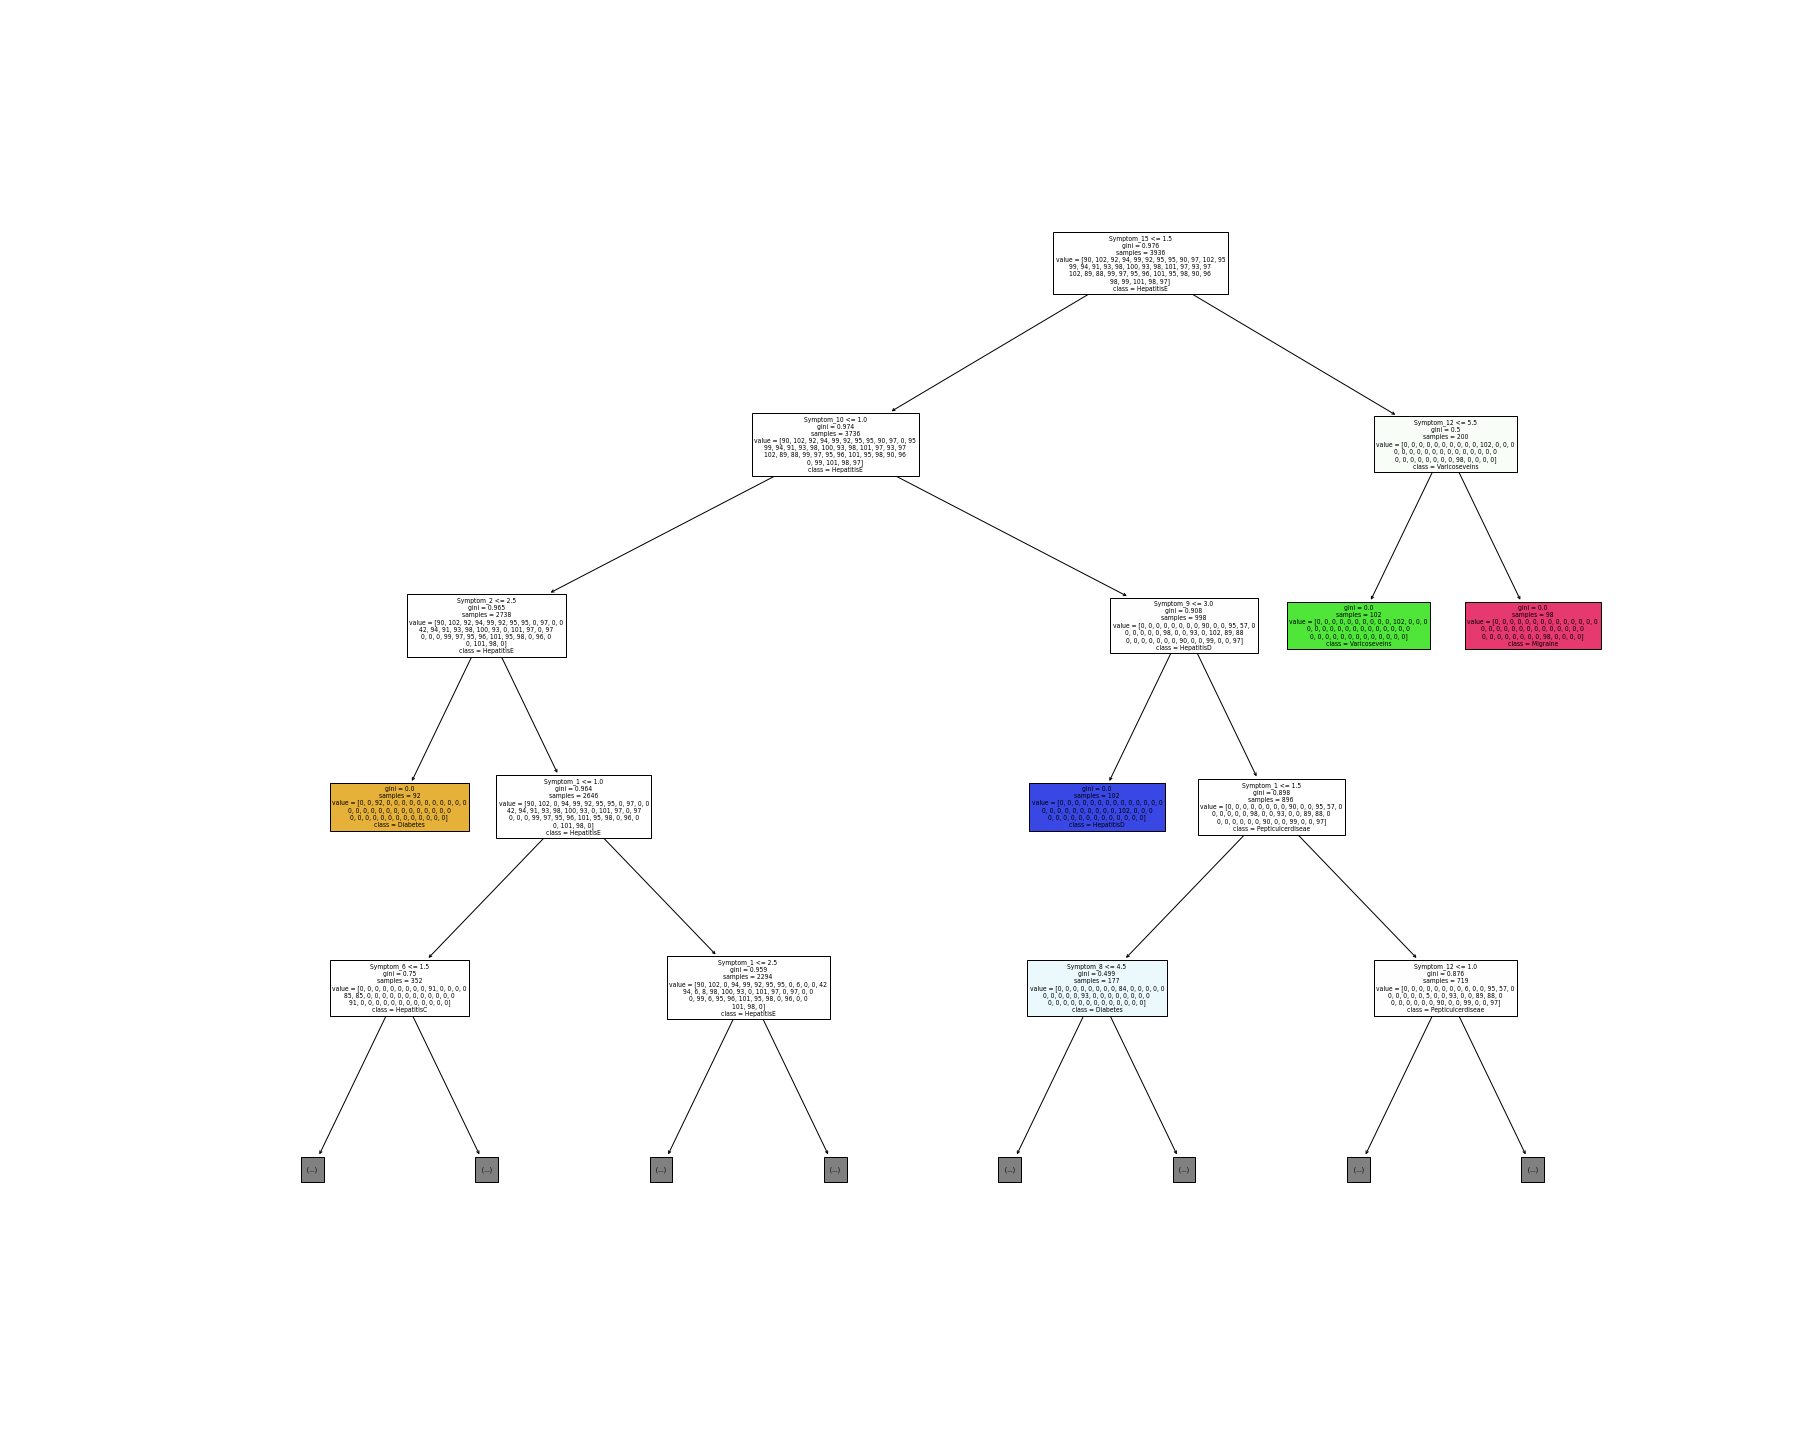 Symptom_15 <= 1.5
gini = 0.976
samples = 3936
value = [90, 102, 92, 94, 99, 92, 95, 95, 90, 97, 102, 95
99, 94, 91, 93, 98, 100, 93, 98, 101, 97, 93, 97
102, 89, 88, 99, 97, 95, 96, 101, 95, 98, 90, 96
98, 99, 101, 98, 97]
class = HepatitisE
Symptom_10 <= 1.0
gini = 0.974
samples = 3736
value = [90, 102, 92, 94, 99, 92, 95, 95, 90, 97, 0, 95
99, 94, 91, 93, 98, 100, 93, 98, 101, 97, 93, 97
102, 89, 88, 99, 97, 95, 96, 101, 95, 98, 90, 96
0, 99, 101, 98, 97]
class = HepatitisE
Symptom_12 <= 5.5
gini = 0.5
samples = 200
value = [0, 0, 0, 0, 0, 0, 0, 0, 0, 0, 102, 0, 0, 0
0, 0, 0, 0, 0, 0, 0, 0, 0, 0, 0, 0, 0, 0
0, 0, 0, 0, 0, 0, 0, 0, 98, 0, 0, 0, 0]
class = Varicoseveins
Symptom_2 <= 2.5
gini = 0.965
samples = 2738
value = [90, 102, 92, 94, 99, 92, 95, 95, 0, 97, 0, 0
42, 94, 91, 93, 98, 100, 93, 0, 101, 97, 0, 97
0, 0, 0, 99, 97, 95, 96, 101, 95, 98, 0, 96, 0
0, 101, 98, 0]
class = HepatitisE
Symptom_9 <= 3.0
gini = 0.908
samples = 998
value = [0, 0, 0, 0, 0, 0, 0, 0, 90, 0, 0, 95, 57, 0
0, 0, 0, 0, 0, 98, 0, 0, 93, 0, 102, 89, 88
0, 0, 0, 0, 0, 0, 0, 90, 0, 0, 99, 0, 0, 97]
class = HepatitisD
gini = 0.0
samples = 102
value = [0, 0, 0, 0, 0, 0, 0, 0, 0, 0, 102, 0, 0, 0
0, 0, 0, 0, 0, 0, 0, 0, 0, 0, 0, 0, 0, 0
0, 0, 0, 0, 0, 0, 0, 0, 0, 0, 0, 0, 0]
class = Varicoseveins
gini = 0.0
samples = 98
value = [0, 0, 0, 0, 0, 0, 0, 0, 0, 0, 0, 0, 0, 0
0, 0, 0, 0, 0, 0, 0, 0, 0, 0, 0, 0, 0, 0
0, 0, 0, 0, 0, 0, 0, 0, 98, 0, 0, 0, 0]
class = Migraine
gini = 0.0
samples = 92
value = [0, 0, 92, 0, 0, 0, 0, 0, 0, 0, 0, 0, 0, 0
0, 0, 0, 0, 0, 0, 0, 0, 0, 0, 0, 0, 0, 0
0, 0, 0, 0, 0, 0, 0, 0, 0, 0, 0, 0, 0]
class = Diabetes
Symptom_1 <= 1.0
gini = 0.964
samples = 2646
value = [90, 102, 0, 94, 99, 92, 95, 95, 0, 97, 0, 0
42, 94, 91, 93, 98, 100, 93, 0, 101, 97, 0, 97
0, 0, 0, 99, 97, 95, 96, 101, 95, 98, 0, 96, 0
0, 101, 98, 0]
class = HepatitisE
gini = 0.0
samples = 102
value = [0, 0, 0, 0, 0, 0, 0, 0, 0, 0, 0, 0, 0, 0
0, 0, 0, 0, 0, 0, 0, 0, 0, 0, 102, 0, 0, 0
0, 0, 0, 0, 0, 0, 0, 0, 0, 0, 0, 0, 0]
class = HepatitisD
Symptom_1 <= 1.5
gini = 0.898
samples = 896
value = [0, 0, 0, 0, 0, 0, 0, 0, 90, 0, 0, 95, 57, 0
0, 0, 0, 0, 0, 98, 0, 0, 93, 0, 0, 89, 88, 0
0, 0, 0, 0, 0, 0, 90, 0, 0, 99, 0, 0, 97]
class = Pepticulcerdiseae
Symptom_6 <= 1.5
gini = 0.75
samples = 352
value = [0, 0, 0, 0, 0, 0, 0, 0, 0, 91, 0, 0, 0, 0
85, 85, 0, 0, 0, 0, 0, 0, 0, 0, 0, 0, 0, 0
91, 0, 0, 0, 0, 0, 0, 0, 0, 0, 0, 0, 0]
class = HepatitisC
Symptom_1 <= 2.5
gini = 0.959
samples = 2294
value = [90, 102, 0, 94, 99, 92, 95, 95, 0, 6, 0, 0, 42
94, 6, 8, 98, 100, 93, 0, 101, 97, 0, 97, 0, 0
0, 99, 6, 95, 96, 101, 95, 98, 0, 96, 0, 0
101, 98, 0]
class = HepatitisE
Symptom_8 <= 4.5
gini = 0.499
samples = 177
value = [0, 0, 0, 0, 0, 0, 0, 0, 84, 0, 0, 0, 0, 0
0, 0, 0, 0, 0, 93, 0, 0, 0, 0, 0, 0, 0, 0
0, 0, 0, 0, 0, 0, 0, 0, 0, 0, 0, 0, 0]
class = Diabetes
Symptom_12 <= 1.0
gini = 0.876
samples = 719
value = [0, 0, 0, 0, 0, 0, 0, 0, 6, 0, 0, 95, 57, 0
0, 0, 0, 0, 0, 5, 0, 0, 93, 0, 0, 89, 88, 0
0, 0, 0, 0, 0, 0, 90, 0, 0, 99, 0, 0, 97]
class = Pepticulcerdiseae
(...)
(...)
(...)
(...)
(...)
(...)
(...)
(...)